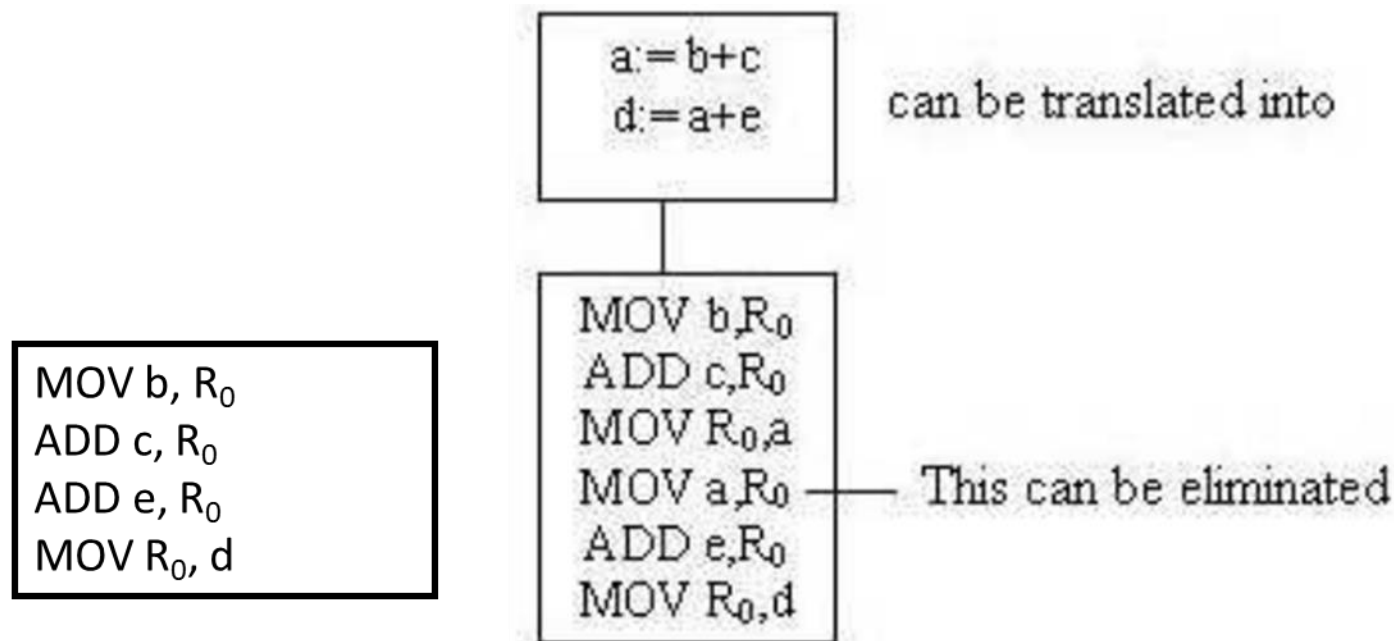 a:= b+c
d:= a+e
can be translated into
MOV b,R₀
ADD c,R₀
MOV R₀,a
MOV a,R₀
This can be eliminated
ADD e,R₀
MOV R₀,d
MOV b, R₀
ADD c, R₀
ADD e, R₀
MOV R₀, d